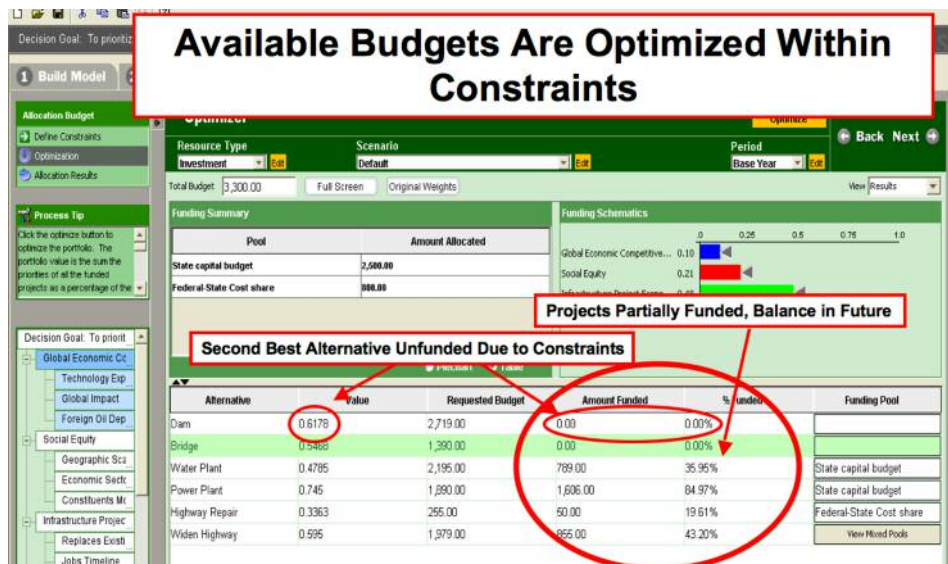 Decision Goal: To prioritiz
Available Budgets Are Optimized Within
Constraints
1 Build Model
Allocation Budget
Define Constraints
Optimization
Allocation Results
Optimizer
Optimize
Back Next
Resource Type
Scenario
Period
Investment Edit
Default Edit
Base Year Edit
Total Budget 3,300.00 Full Screen Original Weights View Results
Process Tip
Click the optimize button to
optimize the portfolio. The
portfolio value is the sum the
priorities of all the funded
projects as a percentage of the
Funding Summary
Pool Amount Allocated
State capital budget 2,500.00
Federal-State Cost share 800.00
Funding Schematics
.0 0.25 0.5 0.75 1.0
Global Economic Competitive... 0.10
Social Equity 0.21
Projects Partially Funded, Balance in Future
Second Best Alternative Unfunded Due to Constraints
Piechart Table
Decision Goal: To priorit
Global Economic Cc
Technology Exp
Global Impact
Foreign Oil Dep
Social Equity
Geographic Sca
Economic Sectc
Constituents Mc
Infrastructure Projec
Replaces Existi
Jobs Timeline
Alternative Value Requested Budget Amount Funded % Funded Funding Pool
Dam 0.6178 2,719.00 0.00 0.00%
Bridge 0.5468 1,390.00 0.00 0.00%
Water Plant 0.4785 2,195.00 789.00 35.95% State capital budget
Power Plant 0.745 1,890.00 1,606.00 84.97% State capital budget
Highway Repair 0.3363 255.00 50.00 19.61% Federal-State Cost share
Widen Highway 0.595 1,979.00 855.00 43.20% View Mixed Pools